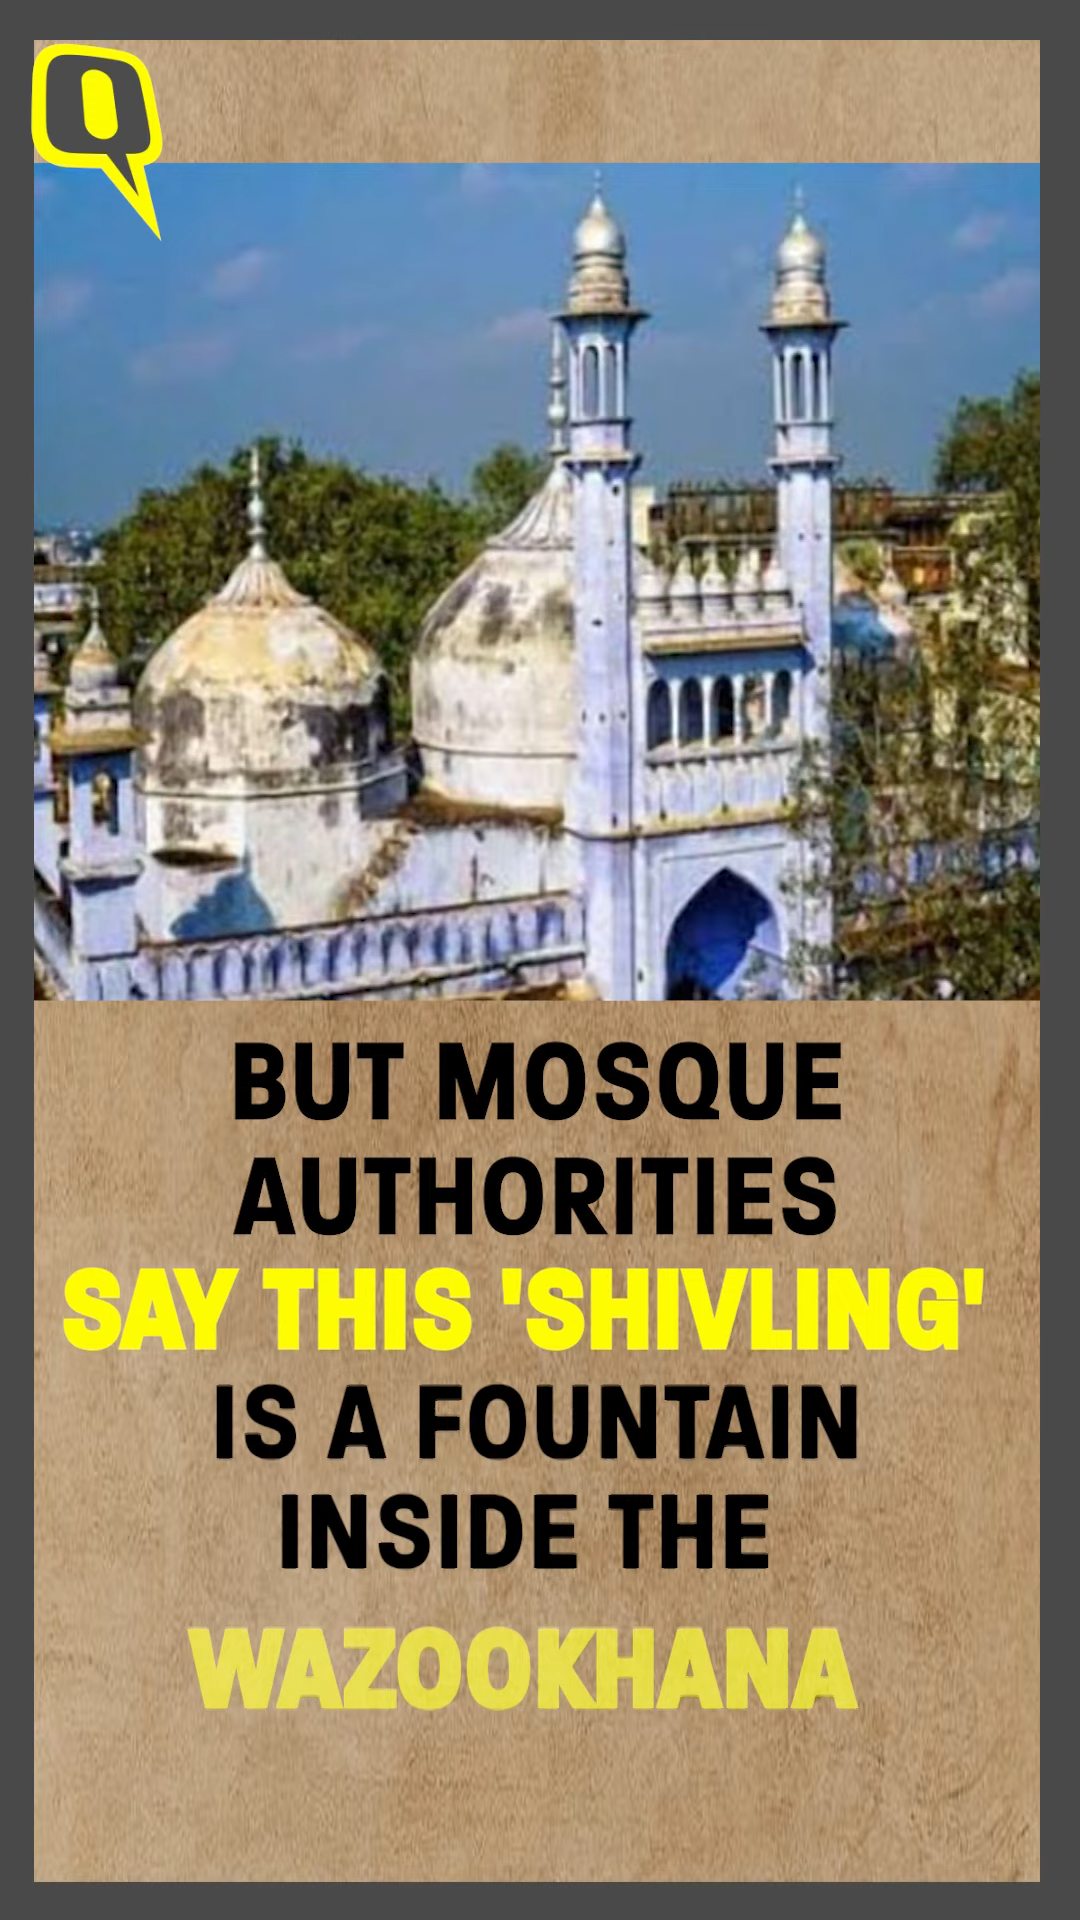 Q
BUT MOSQUE
AUTHORITIES
SAY THIS 'SHIVLING'
IS A FOUNTAIN
INSIDE THE
WAZOOKHANA